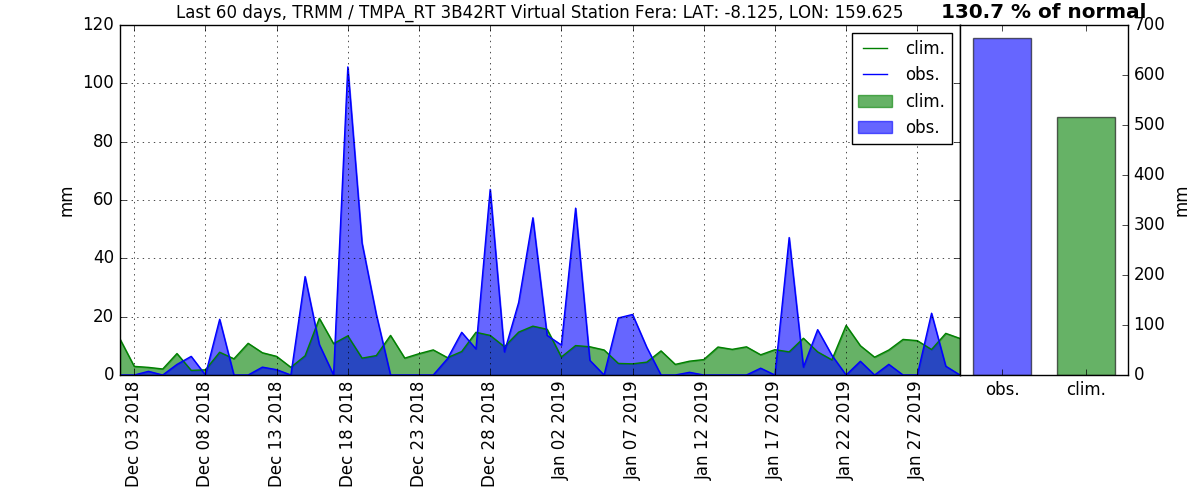 Last 60 days, TRMM / TMPA_RT 3B42RT Virtual Station Fera: LAT: -8.125, LON: 159.625
130.7 % of normal
120
100
80
60
40
20
0
mm
clim.
obs.
clim.
obs.
700
600
500
400
300
200
100
0
mm
Dec 03 2018
Dec 08 2018
Dec 13 2018
Dec 18 2018
Dec 23 2018
Dec 28 2018
Jan 02 2019
Jan 07 2019
Jan 12 2019
Jan 17 2019
Jan 22 2019
Jan 27 2019
obs.
clim.